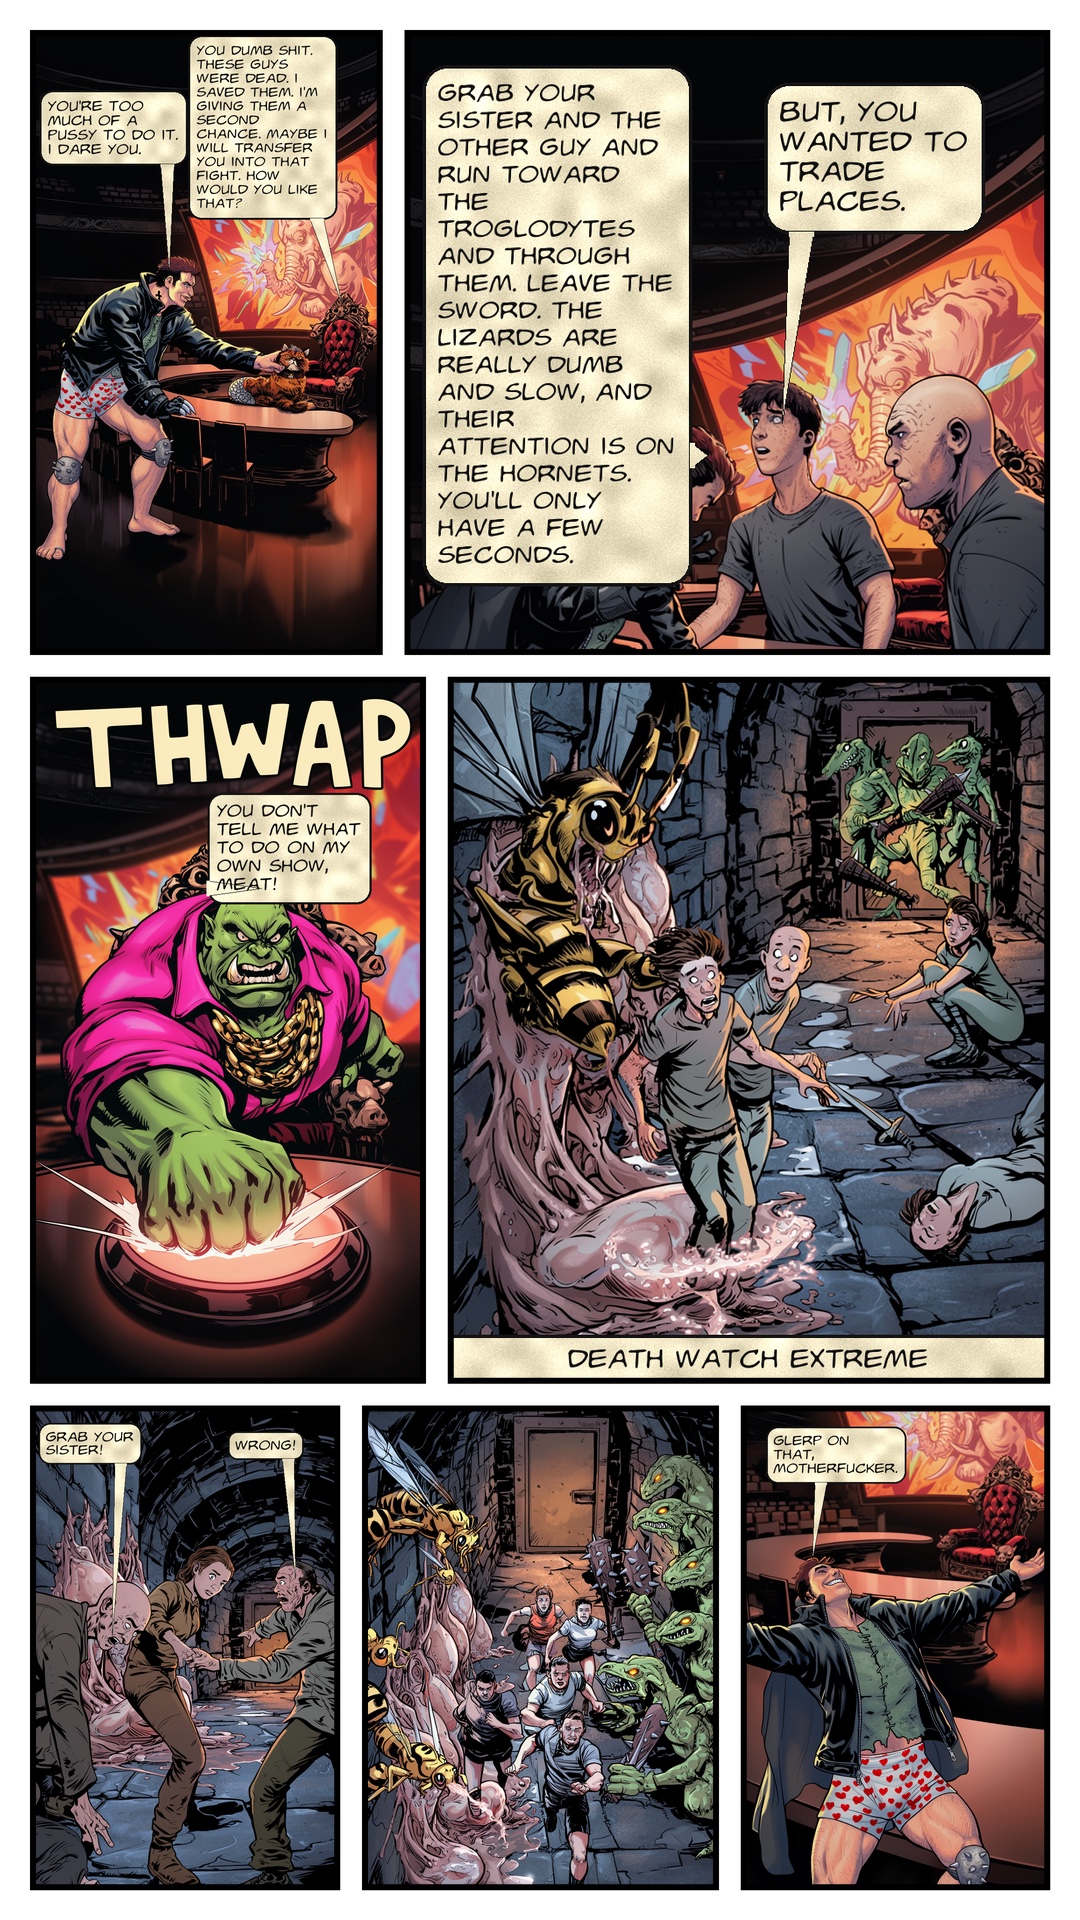 YOU'RE TOO
MUCH OF A
PUSSY TO DO IT.
I DARE YOU.
YOU DUMB SHIT.
THESE GUYS
WERE DEAD. I
SAVED THEM. I'M
GIVING THEM A
SECOND
CHANCE. MAYBE I
WILL TRANSFER
YOU INTO THAT
FIGHT. HOW
WOULD YOU LIKE
THAT?
GRAB YOUR
SISTER AND THE
OTHER GUY AND
RUN TOWARD
THE
TROGLODYTES
AND THROUGH
THEM. LEAVE THE
SWORD. THE
LIZARDS ARE
REALLY DUMB
AND SLOW, AND
THEIR
ATTENTION IS ON
THE HORNETS.
YOU'LL ONLY
HAVE A FEW
SECONDS.
BUT, YOU
WANTED TO
TRADE
PLACES.
THWAP
YOU DON'T
TELL ME WHAT
TO DO ON MY
OWN SHOW,
MEAT!
DEATH WATCH EXTREME
GRAB YOUR
SISTER!
WRONG!
GLERP ON
THAT,
MOTHERFUCKER.